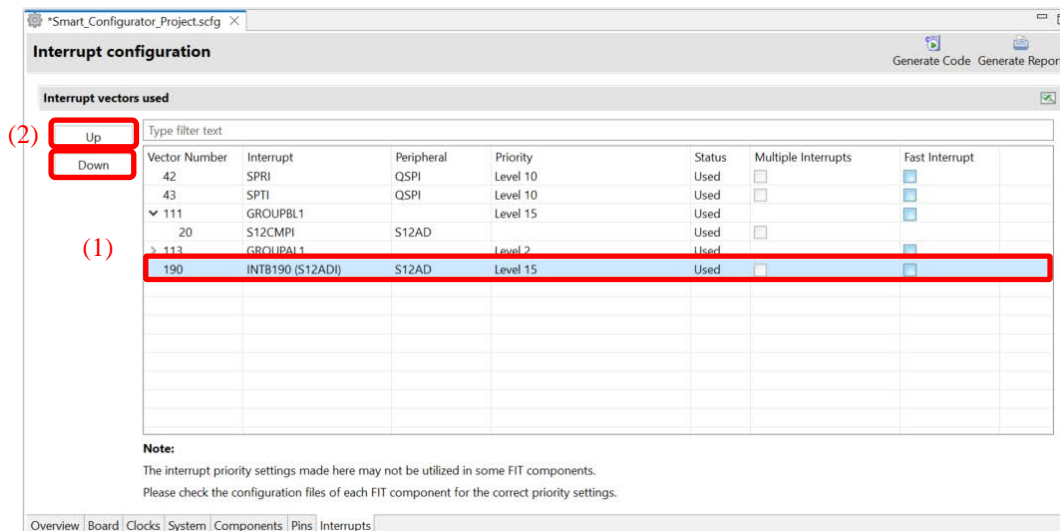 *Smart_Configurator_Project.scfg
Interrupt configuration
Generate Code Generate Repor
Interrupt vectors used
(2)
Up
Type filter text
Down
Vector Number Interrupt Peripheral Priority Status Multiple Interrupts Fast Interrupt
42 SPRI QSPI Level 10 Used
43 SPTI QSPI Level 10 Used
111 GROUPBL1 Level 15 Used
20 S12CMPI S12AD Used
(1)
113 GROUPAL1 Level 2 Used
190 INTB190 (S12ADI) S12AD Level 15 Used
Note:
The interrupt priority settings made here may not be utilized in some FIT components.
Please check the configuration files of each FIT component for the correct priority settings.
Overview Board Clocks System Components Pins Interrupts